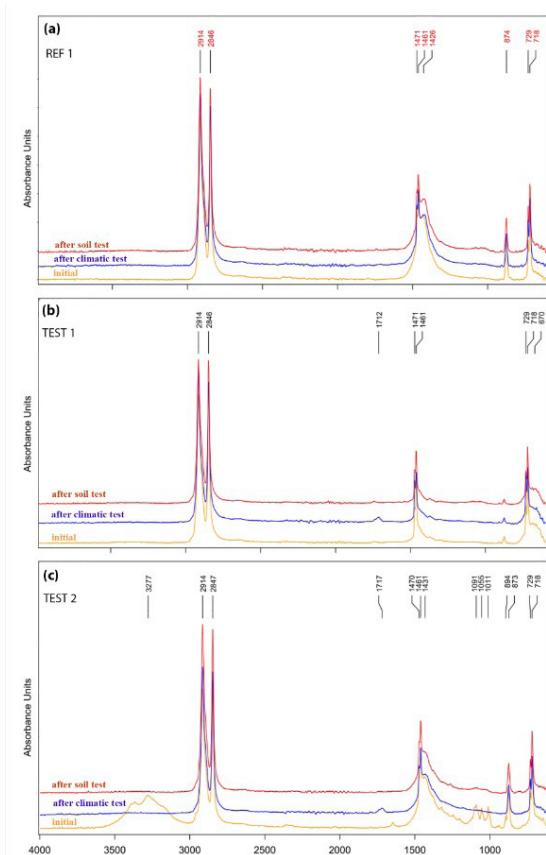 (a)
REF 1
2914
2846
1471
1461
1426
874
729
718
Absorbance Units
after soil test
after climatic test
initial
(b)
TEST 1
2914
2846
1712
1471
1461
729
718
670
Absorbance Units
after soil test
after climatic test
initial
(c)
TEST 2
3277
2914
2847
1717
1470
1461
1431
1091
1055
1011
894
873
729
718
Absorbance Units
after soil test
after climatic test
initial
4000 3500 3000 2500 2000 1500 1000